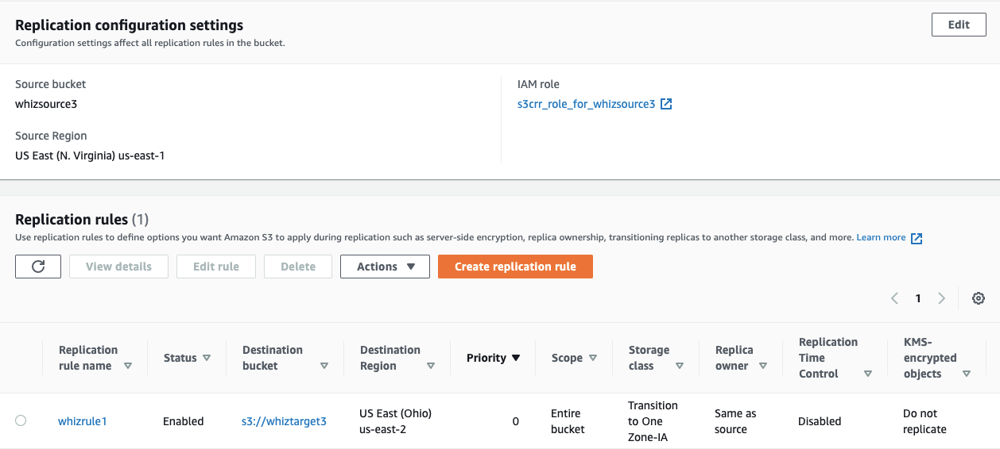 Replication configuration settings
Edit
Configuration settings affect all replication rules in the bucket.
Source bucket
whizsource3
IAM role
s3crr_role_for_whizsource3
Source Region
US East (N. Virginia) us-east-1
Replication rules (1)
Use replication rules to define options you want Amazon S3 to apply during replication such as server-side encryption, replica ownership, transitioning replicas to another storage class, and more. Learn more
View details
Edit rule
Delete
Actions
Create replication rule
1
Replication
rule name
Status
Destination
bucket
Destination
Region
Priority
Scope
Storage
class
Replica
owner
Replication
Time
Control
KMS-
encrypted
objects
whizrule1
Enabled
s3://whiztarget3
US East (Ohio)
us-east-2
0
Entire
bucket
Transition
to One
Zone-IA
Same as
source
Disabled
Do not
replicate